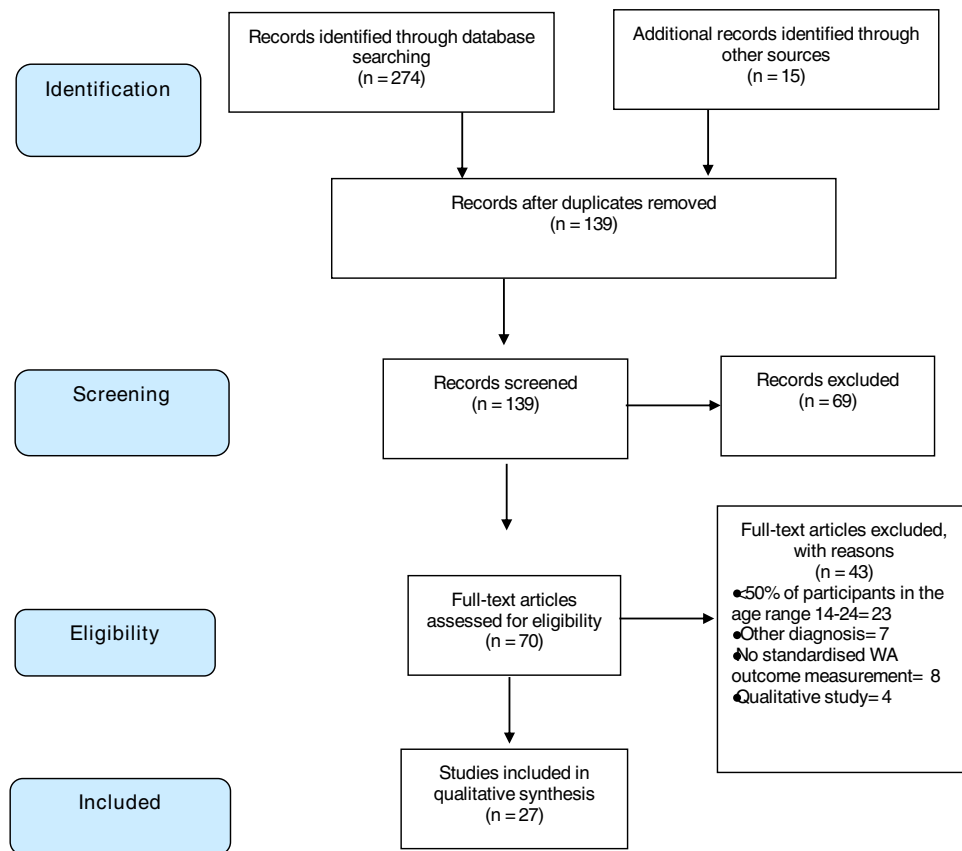 Records identified through database
searching
(n = 274)
Additional records identified through
other sources
(n = 15)
Identification
Records after duplicates removed
(n = 139)
Screening
Records screened
(n = 139)
Records excluded
(n = 69)
Full-text articles excluded,
with reasons
(n = 43)
•<50% of participants in the
age range 14-24= 23
•Other diagnosis= 7
•No standardised WA
outcome measurement= 8
•Qualitative study= 4
Full-text articles
assessed for eligibility
(n = 70)
Eligibility
Studies included in
qualitative synthesis
(n = 27)
Included